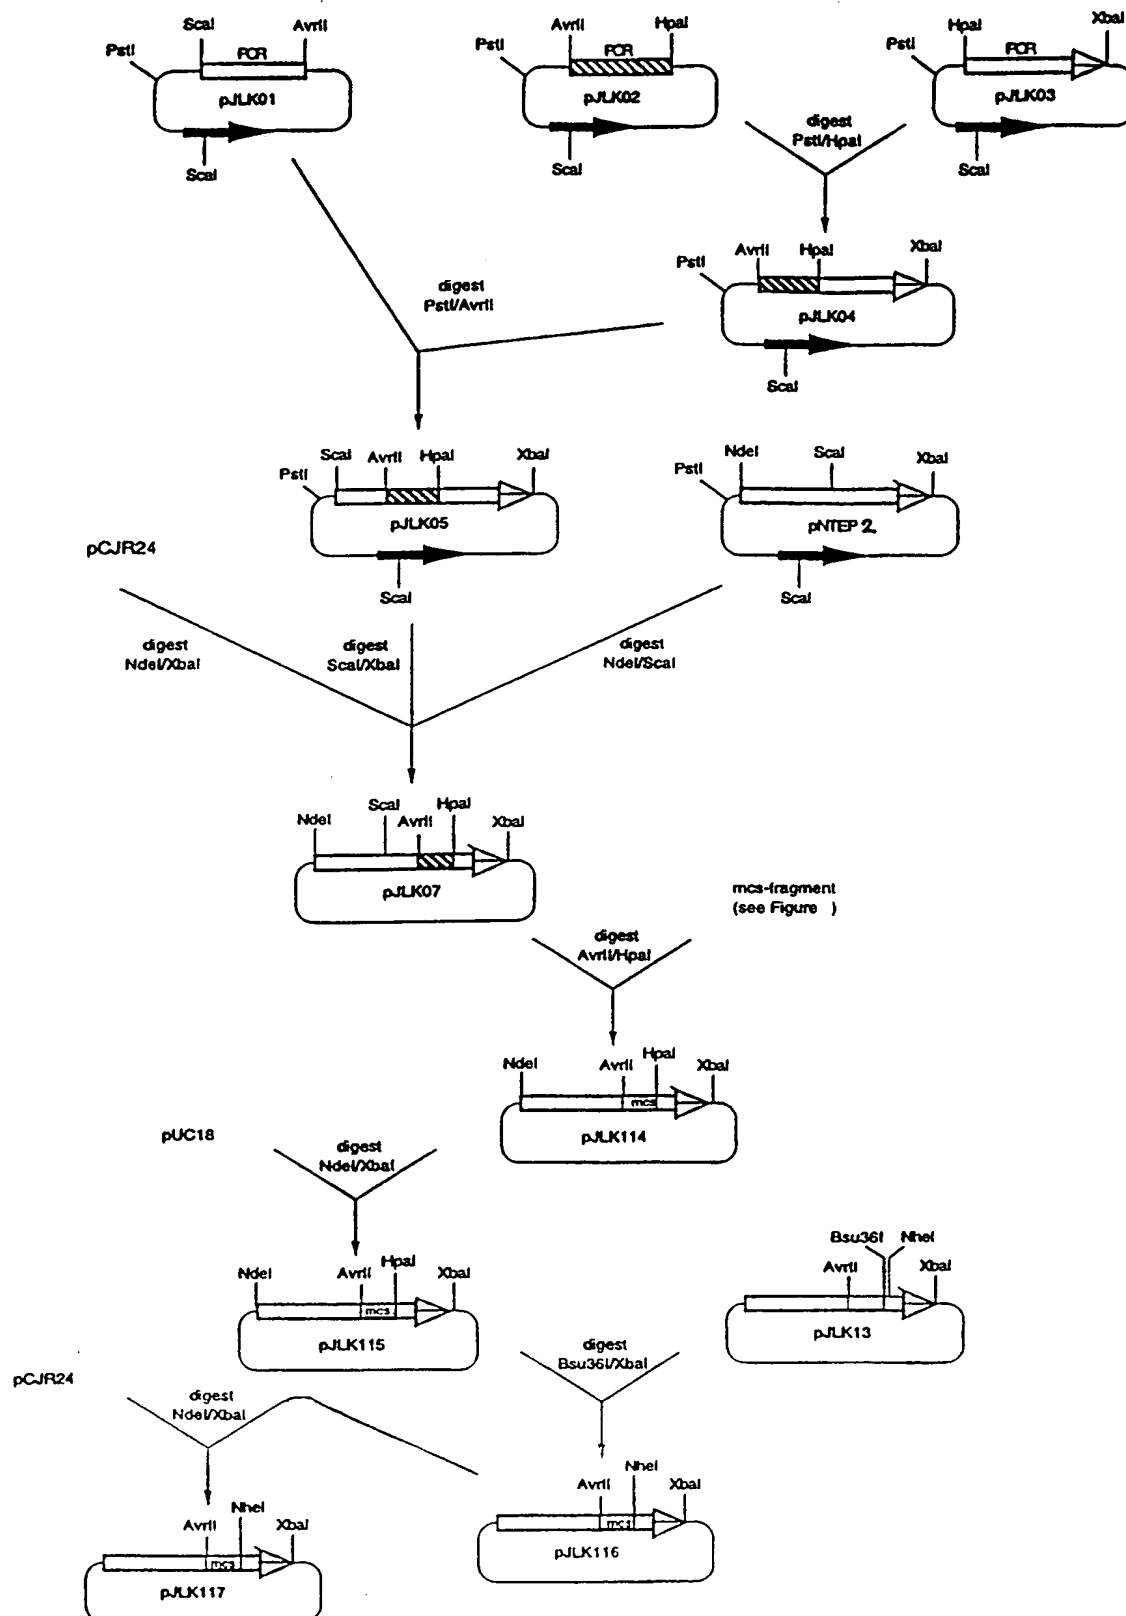 ScaI
AvrII
PCR
PstI
pJLK01
ScaI
AvrII
HpaI
PCR
PstI
pJLK02
ScaI
HpaI
XbaI
PCR
PstI
pJLK03
ScaI
digest
PstI/HpaI
AvrII
HpaI
XbaI
PstI
pJLK04
ScaI
digest
PstI/AvrII
ScaI
AvrII
HpaI
XbaI
PstI
pJLK05
ScaI
NdeI
ScaI
XbaI
PstI
pNTEP2
ScaI
pCJR24
digest
NdeI/XbaI
digest
ScaI/XbaI
digest
NdeI/ScaI
NdeI
ScaI
AvrII
HpaI
XbaI
pJLK07
mcs-fragment
(see Figure )
digest
AvrII/HpaI
NdeI
AvrII
HpaI
XbaI
mcs
pJLK114
pUC18
digest
NdeI/XbaI
NdeI
AvrII
HpaI
XbaI
mcs
pJLK115
Bsu36I
NheI
AvrII
XbaI
pJLK13
digest
Bsu36I/XbaI
pCJR24
digest
NdeI/XbaI
AvrII
NheI
XbaI
mcs
pJLK116
AvrII
NheI
XbaI
mcs
pJLK117